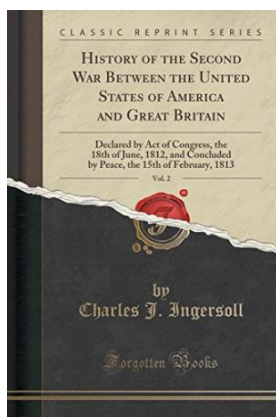 CLASSIC REPRINT SERIES
HISTORY OF THE SECOND
WAR BETWEEN THE UNITED
STATES OF AMERICA
AND GREAT BRITAIN
Declared by Act of Congress, the
18th of June, 1812, and Concluded
by Peace, the 15th of February, 1813
Vol. 2
by
Charles J. Ingersoll
Forgotten Books